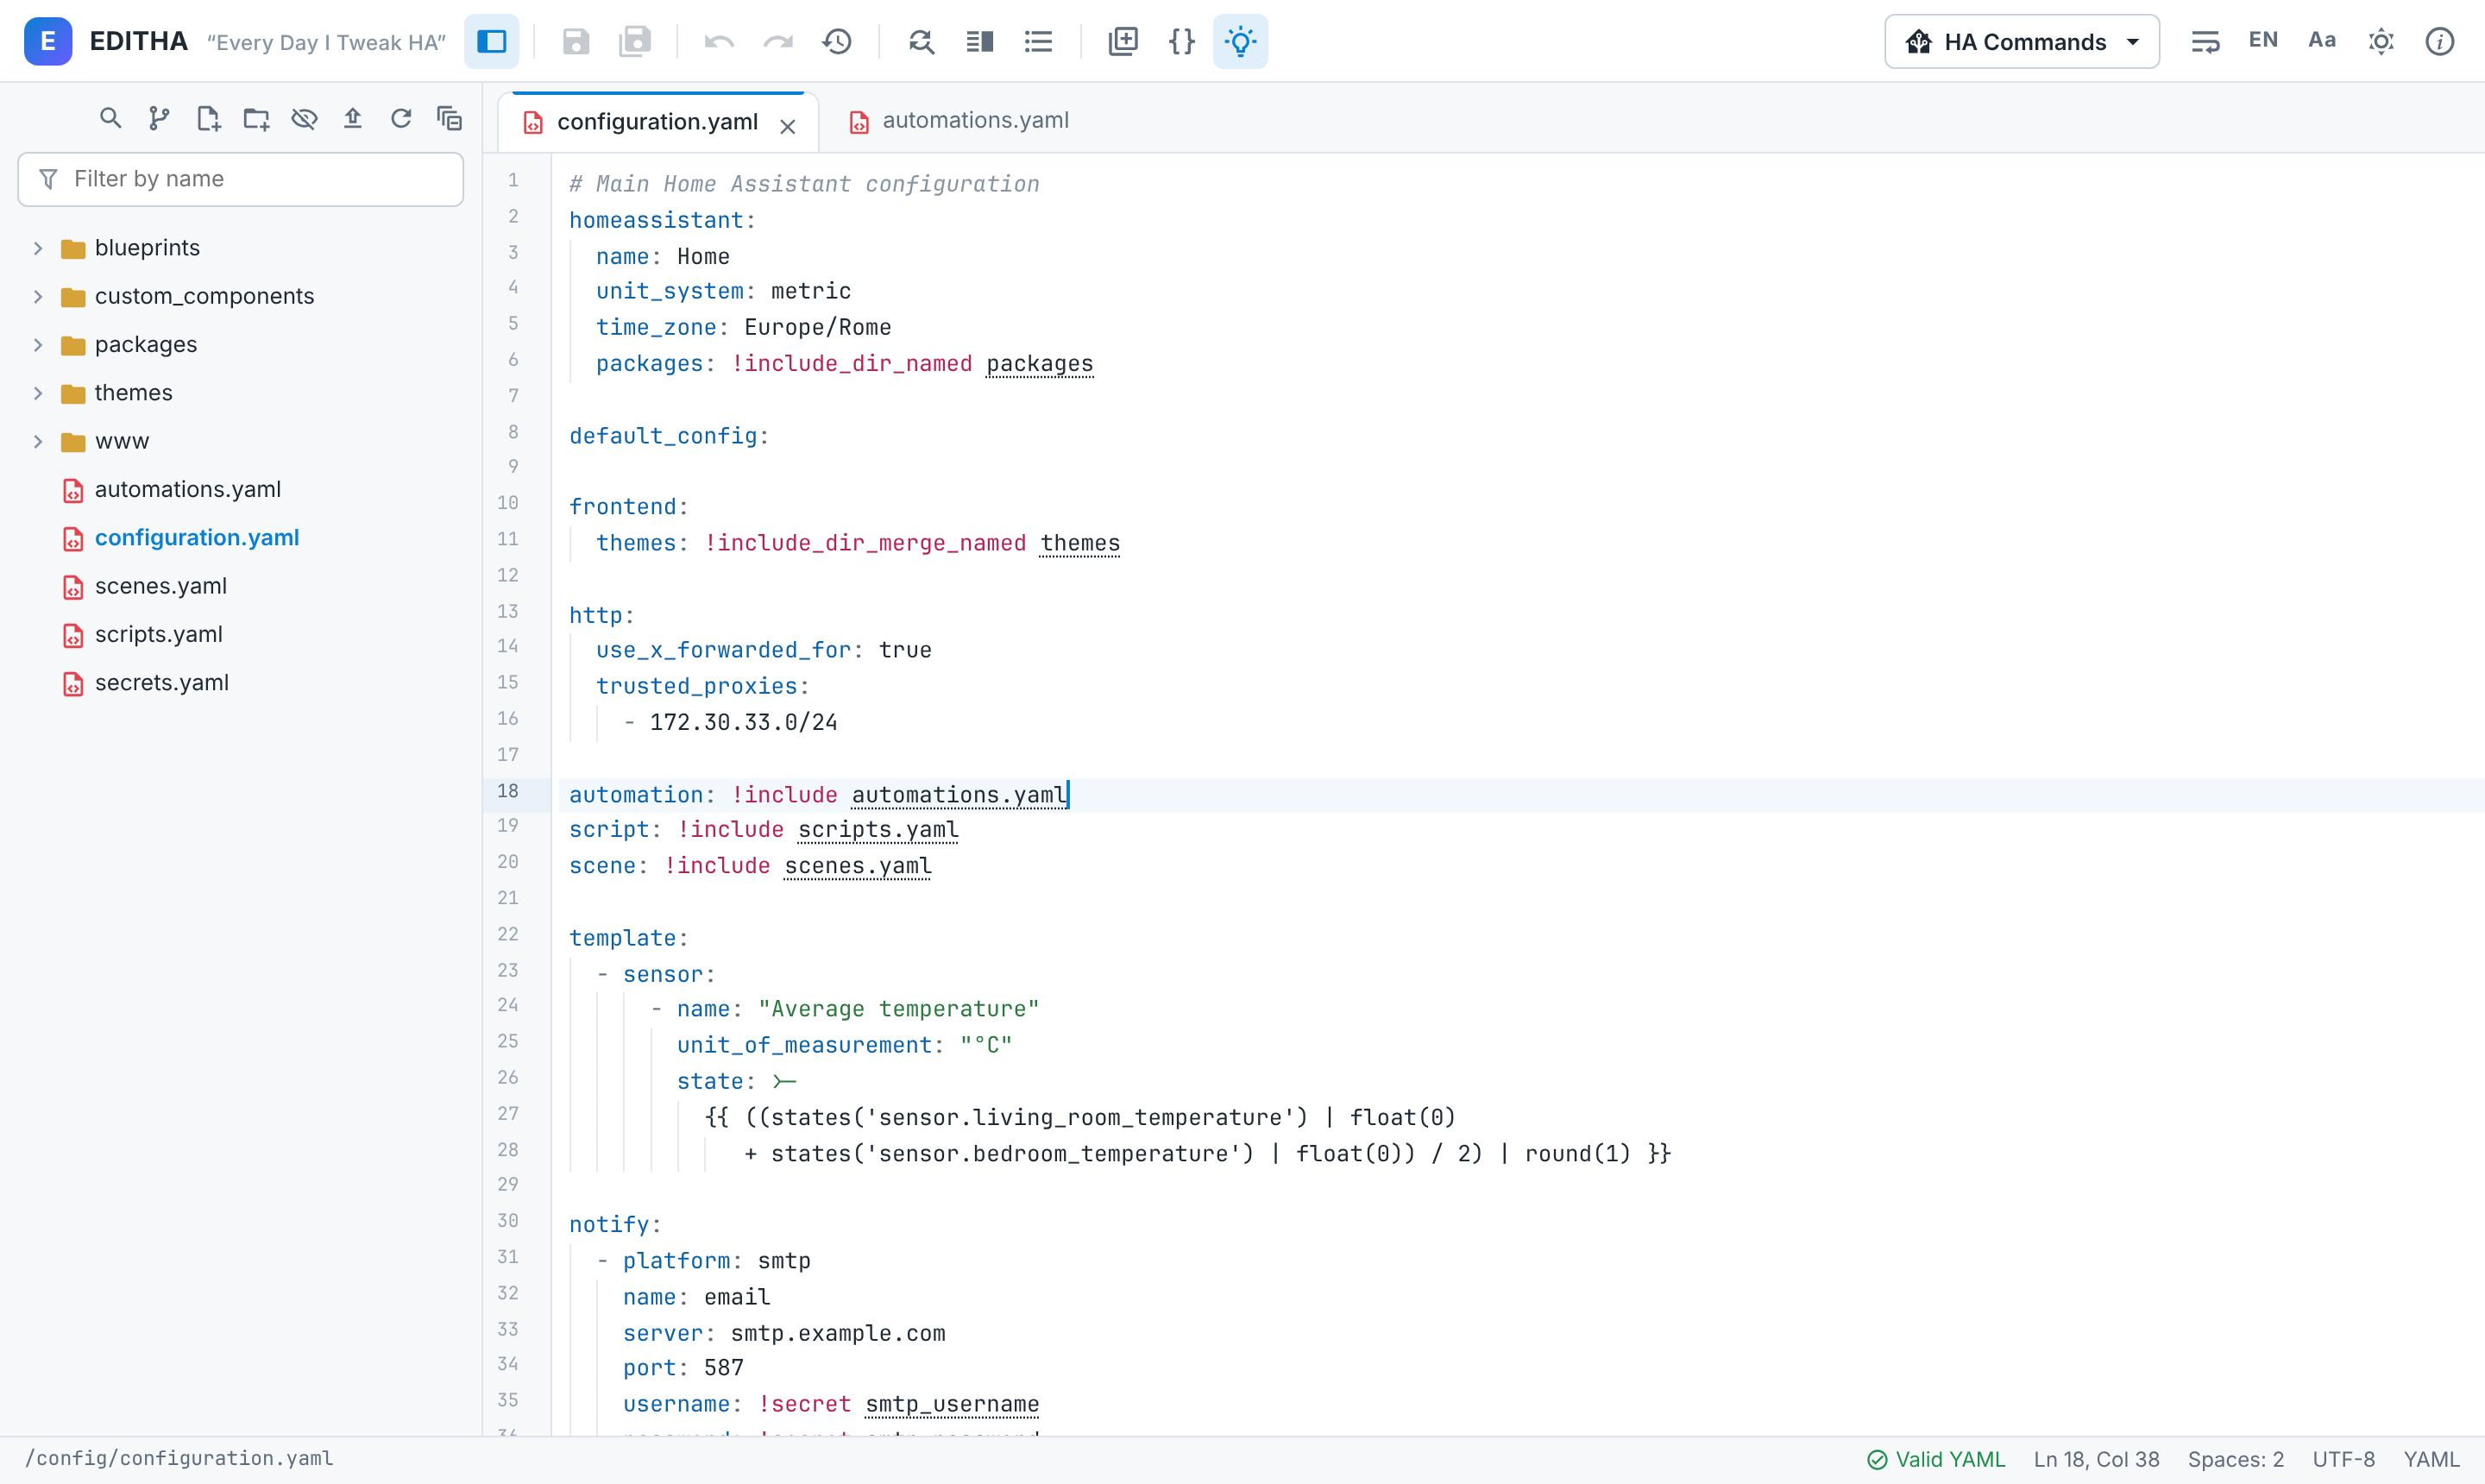 E EDITHA “Every Day I Tweak HA” HA Commands EN Aa
Filter by name
blueprints
custom_components
packages
themes
www
automations.yaml
configuration.yaml
scenes.yaml
scripts.yaml
secrets.yaml
configuration.yaml automations.yaml
1 # Main Home Assistant configuration
2 homeassistant:
3   name: Home
4   unit_system: metric
5   time_zone: Europe/Rome
6   packages: !include_dir_named packages
7
8 default_config:
9
10 frontend:
11   themes: !include_dir_merge_named themes
12
13 http:
14   use_x_forwarded_for: true
15   trusted_proxies:
16     - 172.30.33.0/24
17
18 automation: !include automations.yaml
19 script: !include scripts.yaml
20 scene: !include scenes.yaml
21
22 template:
23   - sensor:
24       - name: "Average temperature"
25         unit_of_measurement: "°C"
26         state: >-
27           {{ ((states('sensor.living_room_temperature') | float(0)
28              + states('sensor.bedroom_temperature') | float(0)) / 2) | round(1) }}
29
30 notify:
31   - platform: smtp
32     name: email
33     server: smtp.example.com
34     port: 587
35     username: !secret smtp_username
/config/configuration.yaml Valid YAML Ln 18, Col 38 Spaces: 2 UTF-8 YAML